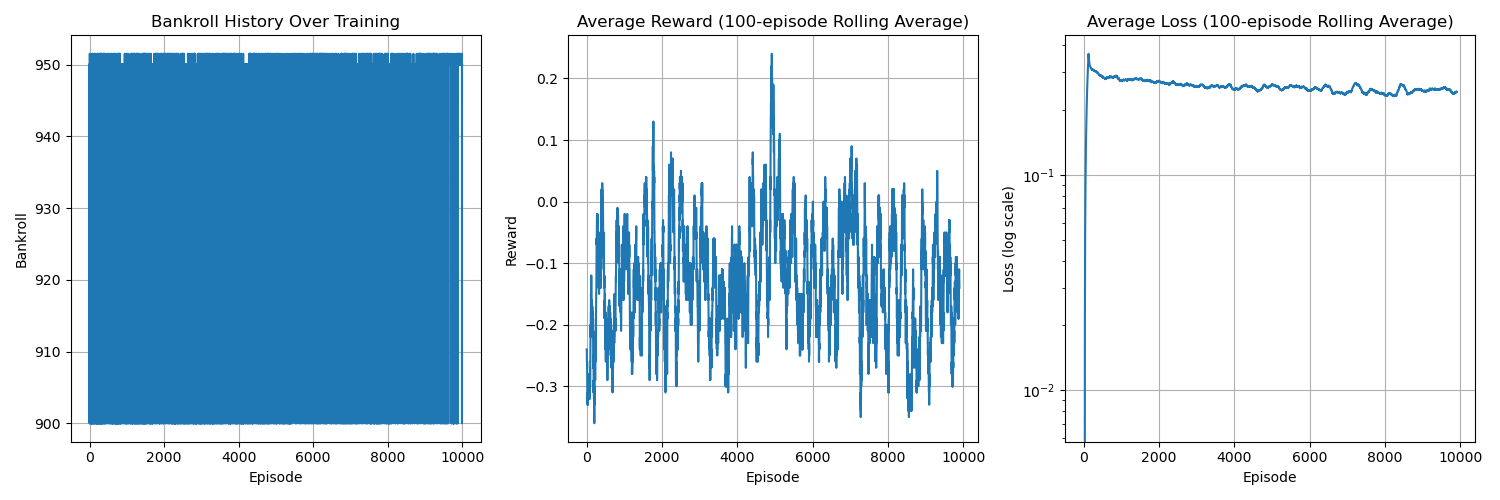 Bankroll History Over Training
Bankroll
950
940
930
920
910
900
0 2000 4000 6000 8000 10000
Episode
Average Reward (100-episode Rolling Average)
Reward
0.2
0.1
0.0
−0.1
−0.2
−0.3
0 2000 4000 6000 8000 10000
Episode
Average Loss (100-episode Rolling Average)
Loss (log scale)
10⁻¹
10⁻²
0 2000 4000 6000 8000 10000
Episode